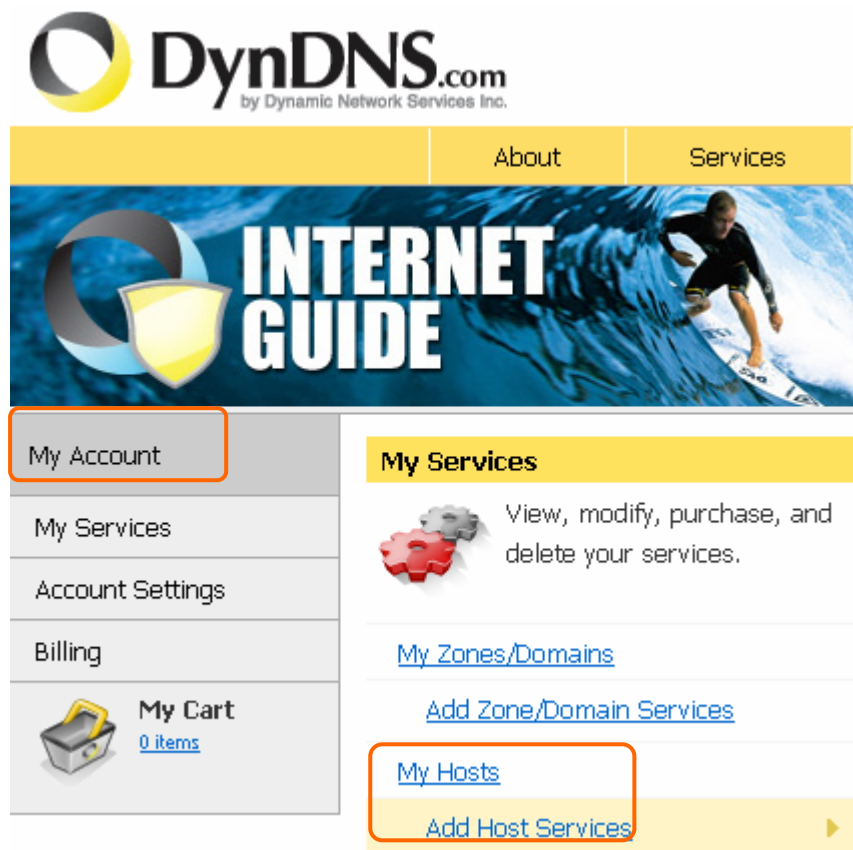 DynDNS.com
by Dynamic Network Services Inc.
About
Services
INTERNET
GUIDE
My Account
My Services
Account Settings
Billing
My Cart
0 items
My Services
View, modify, purchase, and
delete your services.
My Zones/Domains
Add Zone/Domain Services
My Hosts
Add Host Services